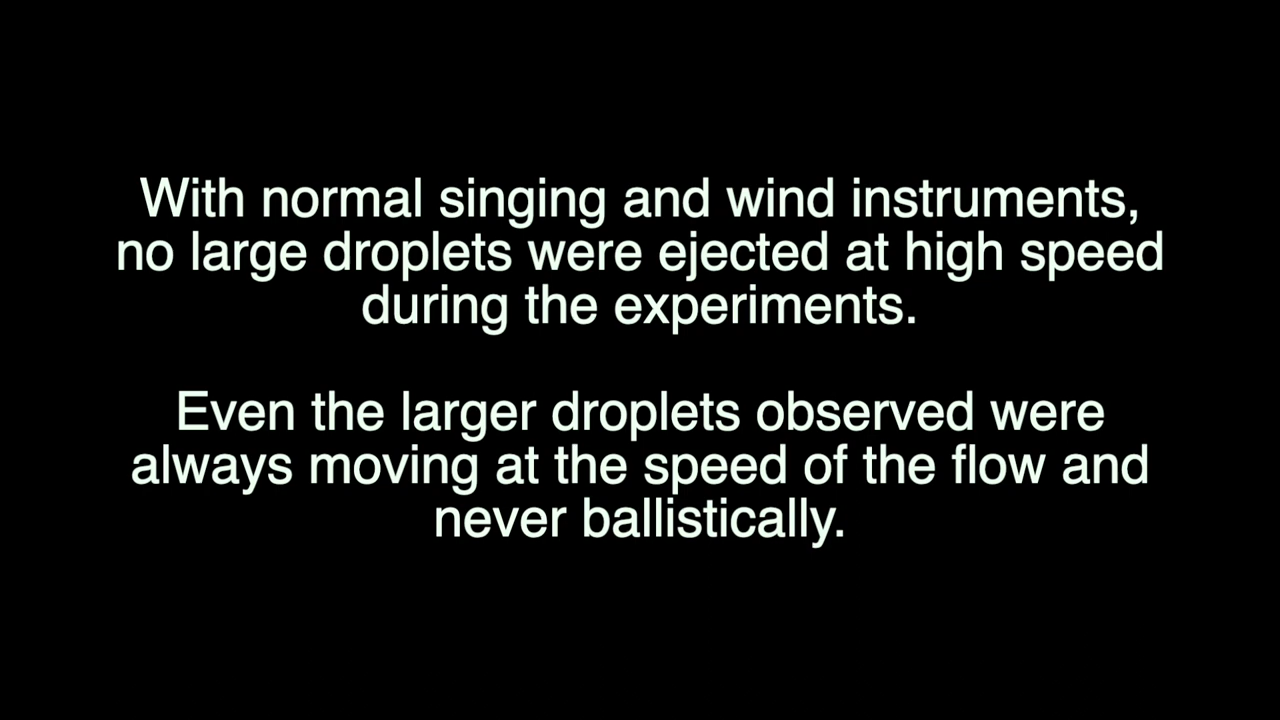 With normal singing and wind instruments,
no large droplets were ejected at high speed
during the experiments.
Even the larger droplets observed were
always moving at the speed of the flow and
never ballistically.